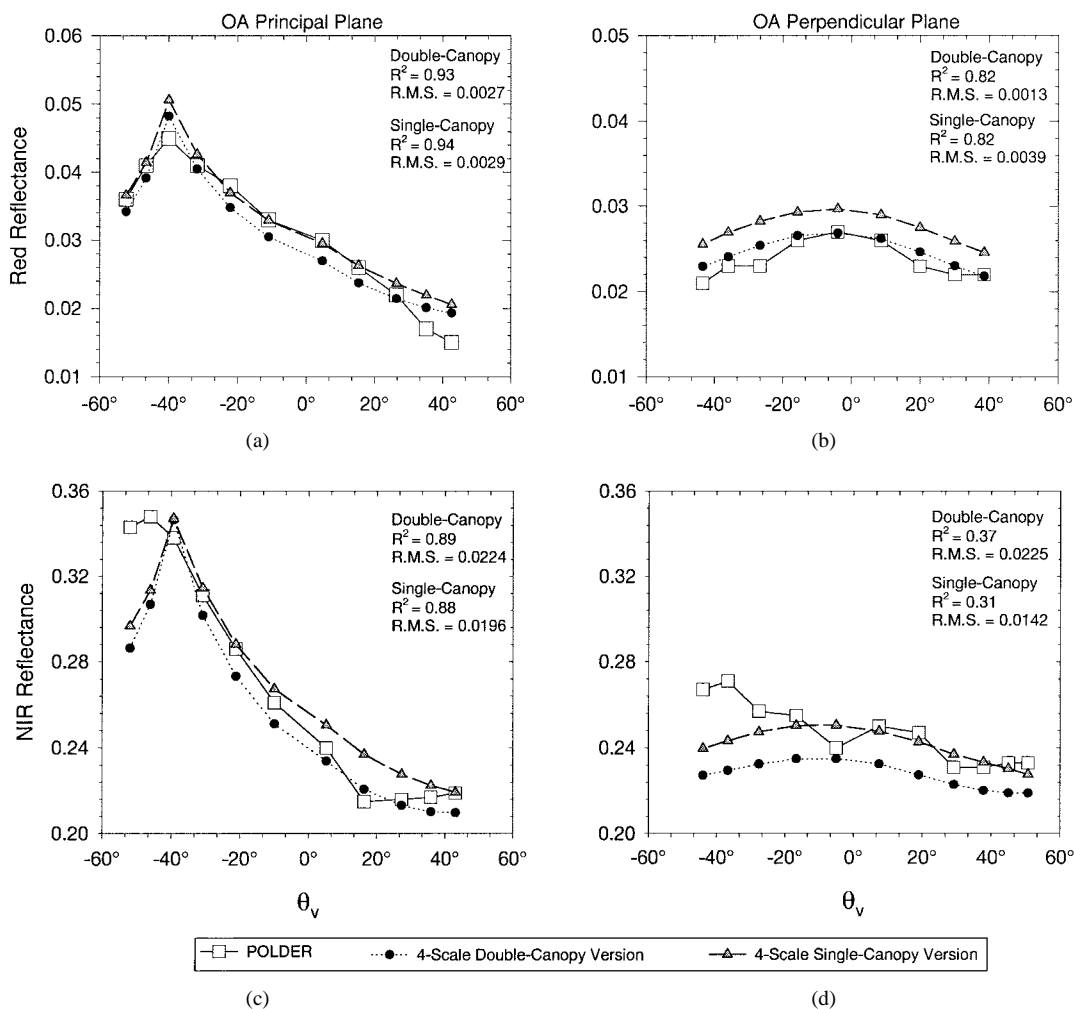 OA Principal Plane
OA Perpendicular Plane
Red Reflectance
0.06
0.05
0.04
0.03
0.02
0.01
Double-Canopy
R² = 0.93
R.M.S. = 0.0027
Single-Canopy
R² = 0.94
R.M.S. = 0.0029
-60° -40° -20° 0° 20° 40° 60°
(a)
0.05
0.04
0.03
0.02
0.01
Double-Canopy
R² = 0.82
R.M.S. = 0.0013
Single-Canopy
R² = 0.82
R.M.S. = 0.0039
-60° -40° -20° 0° 20° 40° 60°
(b)
NIR Reflectance
0.36
0.32
0.28
0.24
0.20
Double-Canopy
R² = 0.89
R.M.S. = 0.0224
Single-Canopy
R² = 0.88
R.M.S. = 0.0196
-60° -40° -20° 0° 20° 40° 60°
θv
0.36
0.32
0.28
0.24
0.20
Double-Canopy
R² = 0.37
R.M.S. = 0.0225
Single-Canopy
R² = 0.31
R.M.S. = 0.0142
-60° -40° -20° 0° 20° 40° 60°
θv
POLDER 4-Scale Double-Canopy Version 4-Scale Single-Canopy Version
(c)
(d)